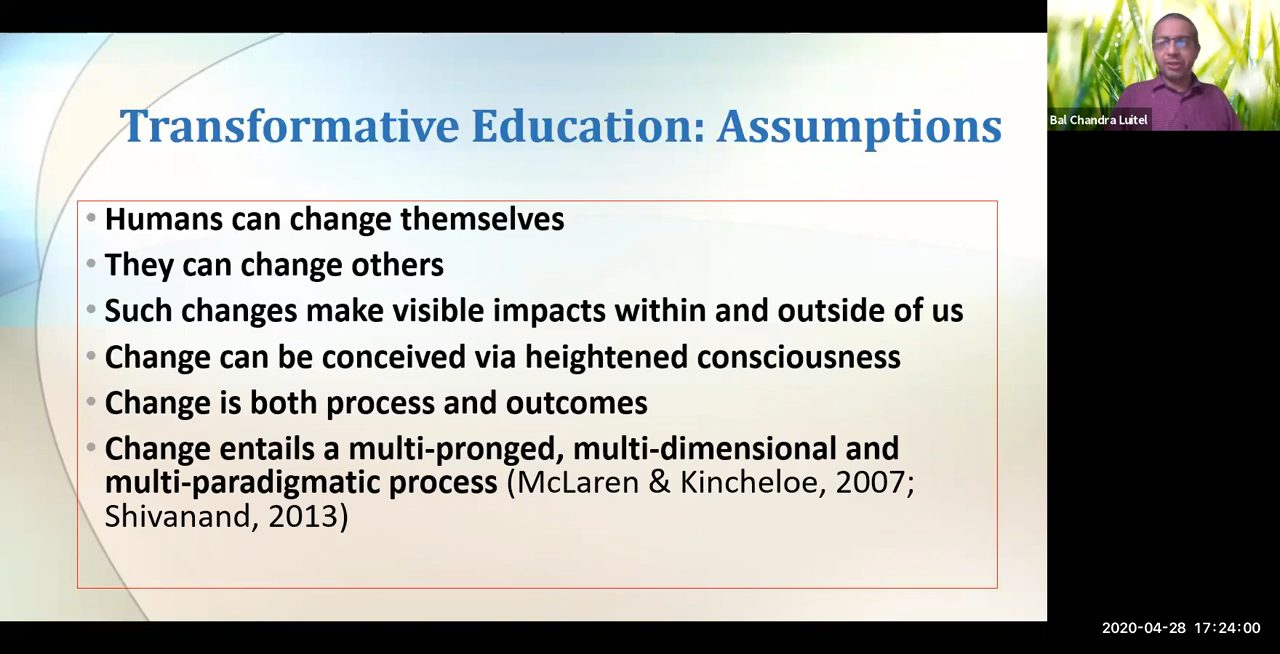 Transformative Education: Assumptions
• Humans can change themselves
• They can change others
• Such changes make visible impacts within and outside of us
• Change can be conceived via heightened consciousness
• Change is both process and outcomes
• Change entails a multi-pronged, multi-dimensional and
multi-paradigmatic process (McLaren & Kincheloe, 2007;
Shivanand, 2013)
Bal Chandra Luitel
2020-04-28 17:24:00